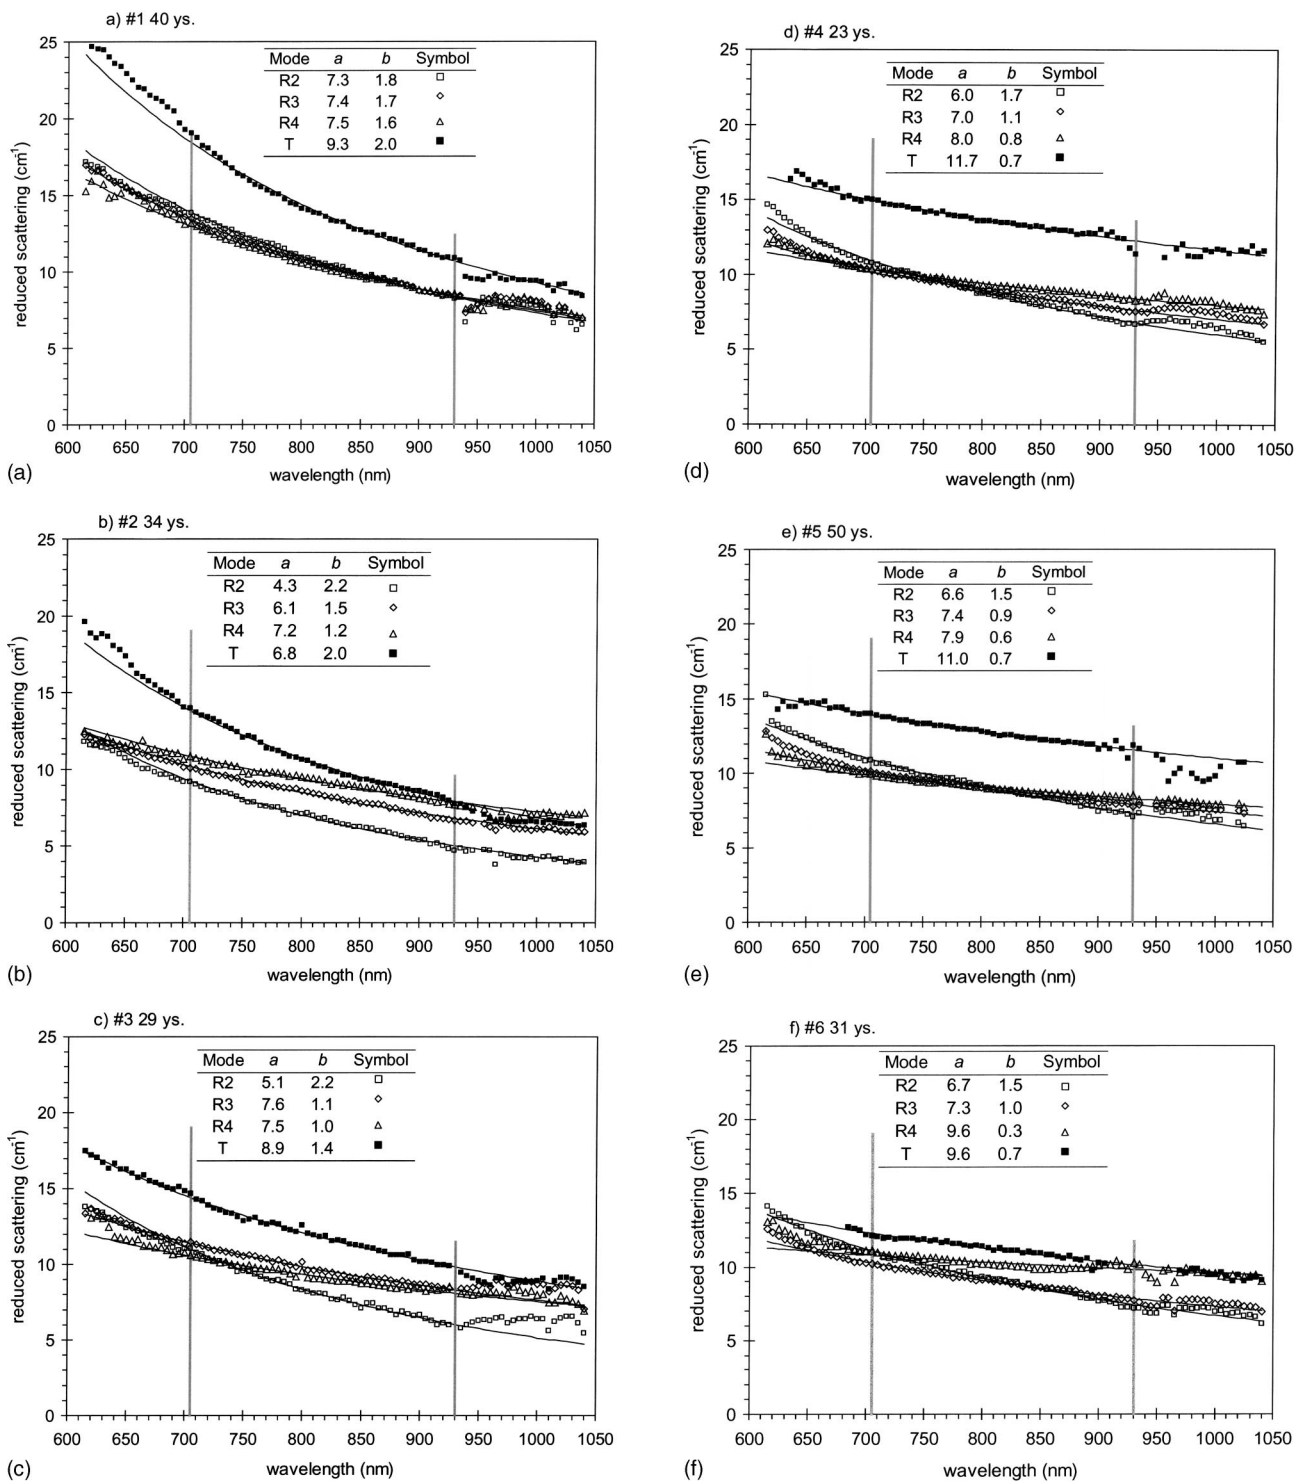 a) #1 40 ys.
25
20
15
10
5
0
reduced scattering (cm⁻¹)
Mode a b Symbol
R2 7.3 1.8 □
R3 7.4 1.7 ◇
R4 7.5 1.6 △
T 9.3 2.0 ■
600 650 700 750 800 850 900 950 1000 1050
wavelength (nm)
(a)
b) #2 34 ys.
25
20
15
10
5
0
reduced scattering (cm⁻¹)
Mode a b Symbol
R2 4.3 2.2 □
R3 6.1 1.5 ◇
R4 7.2 1.2 △
T 6.8 2.0 ■
600 650 700 750 800 850 900 950 1000 1050
wavelength (nm)
(b)
c) #3 29 ys.
25
20
15
10
5
0
reduced scattering (cm⁻¹)
Mode a b Symbol
R2 5.1 2.2 □
R3 7.6 1.1 ◇
R4 7.5 1.0 △
T 8.9 1.4 ■
600 650 700 750 800 850 900 950 1000 1050
wavelength (nm)
(c)
d) #4 23 ys.
25
20
15
10
5
0
reduced scattering (cm⁻¹)
Mode a b Symbol
R2 6.0 1.7 □
R3 7.0 1.1 ◇
R4 8.0 0.8 △
T 11.7 0.7 ■
600 650 700 750 800 850 900 950 1000 1050
wavelength (nm)
(d)
e) #5 50 ys.
25
20
15
10
5
0
reduced scattering (cm⁻¹)
Mode a b Symbol
R2 6.6 1.5 □
R3 7.4 0.9 ◇
R4 7.9 0.6 △
T 11.0 0.7 ■
600 650 700 750 800 850 900 950 1000 1050
wavelength (nm)
(e)
f) #6 31 ys.
25
20
15
10
5
0
reduced scattering (cm⁻¹)
Mode a b Symbol
R2 6.7 1.5 □
R3 7.3 1.0 ◇
R4 9.6 0.3 △
T 9.6 0.7 ■
600 650 700 750 800 850 900 950 1000 1050
wavelength (nm)
(f)